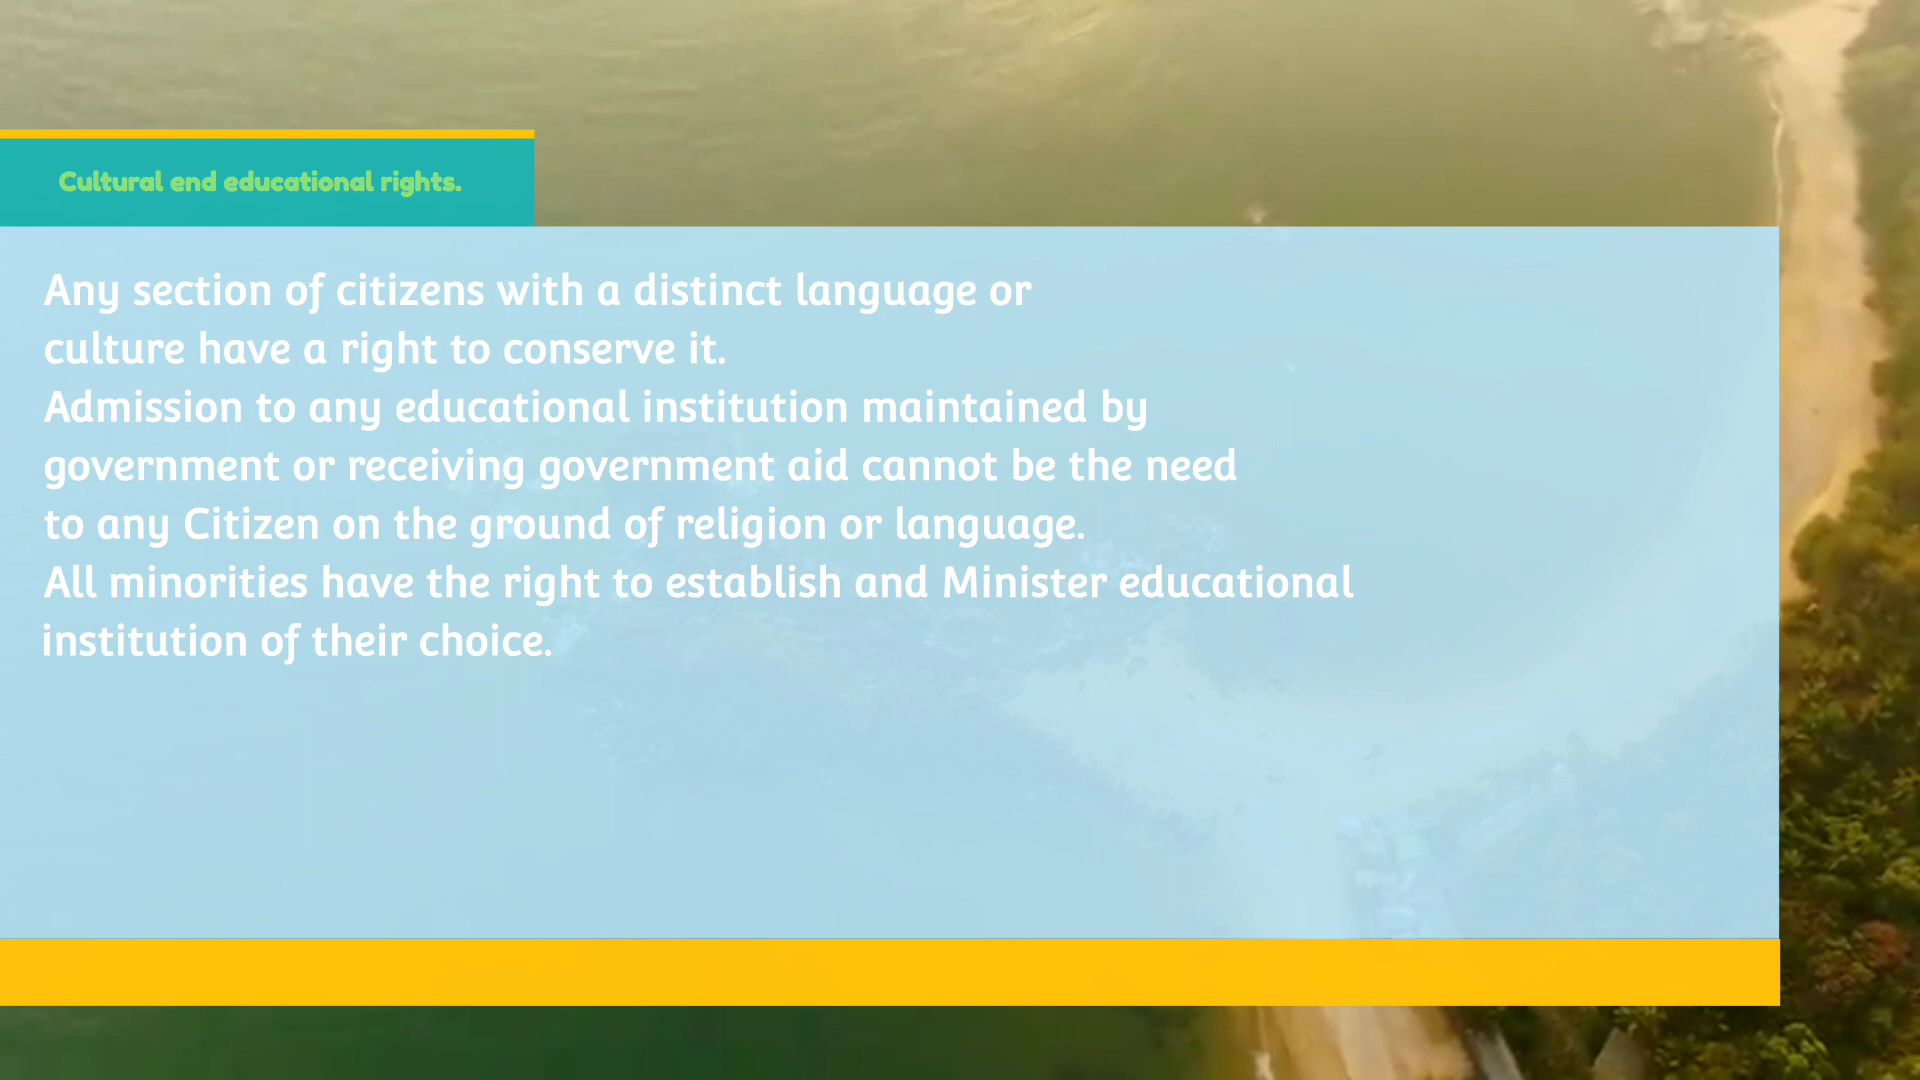 Cultural end educational rights.
Any section of citizens with a distinct language or
culture have a right to conserve it.
Admission to any educational institution maintained by
government or receiving government aid cannot be the need
to any Citizen on the ground of religion or language.
All minorities have the right to establish and Minister educational
institution of their choice.